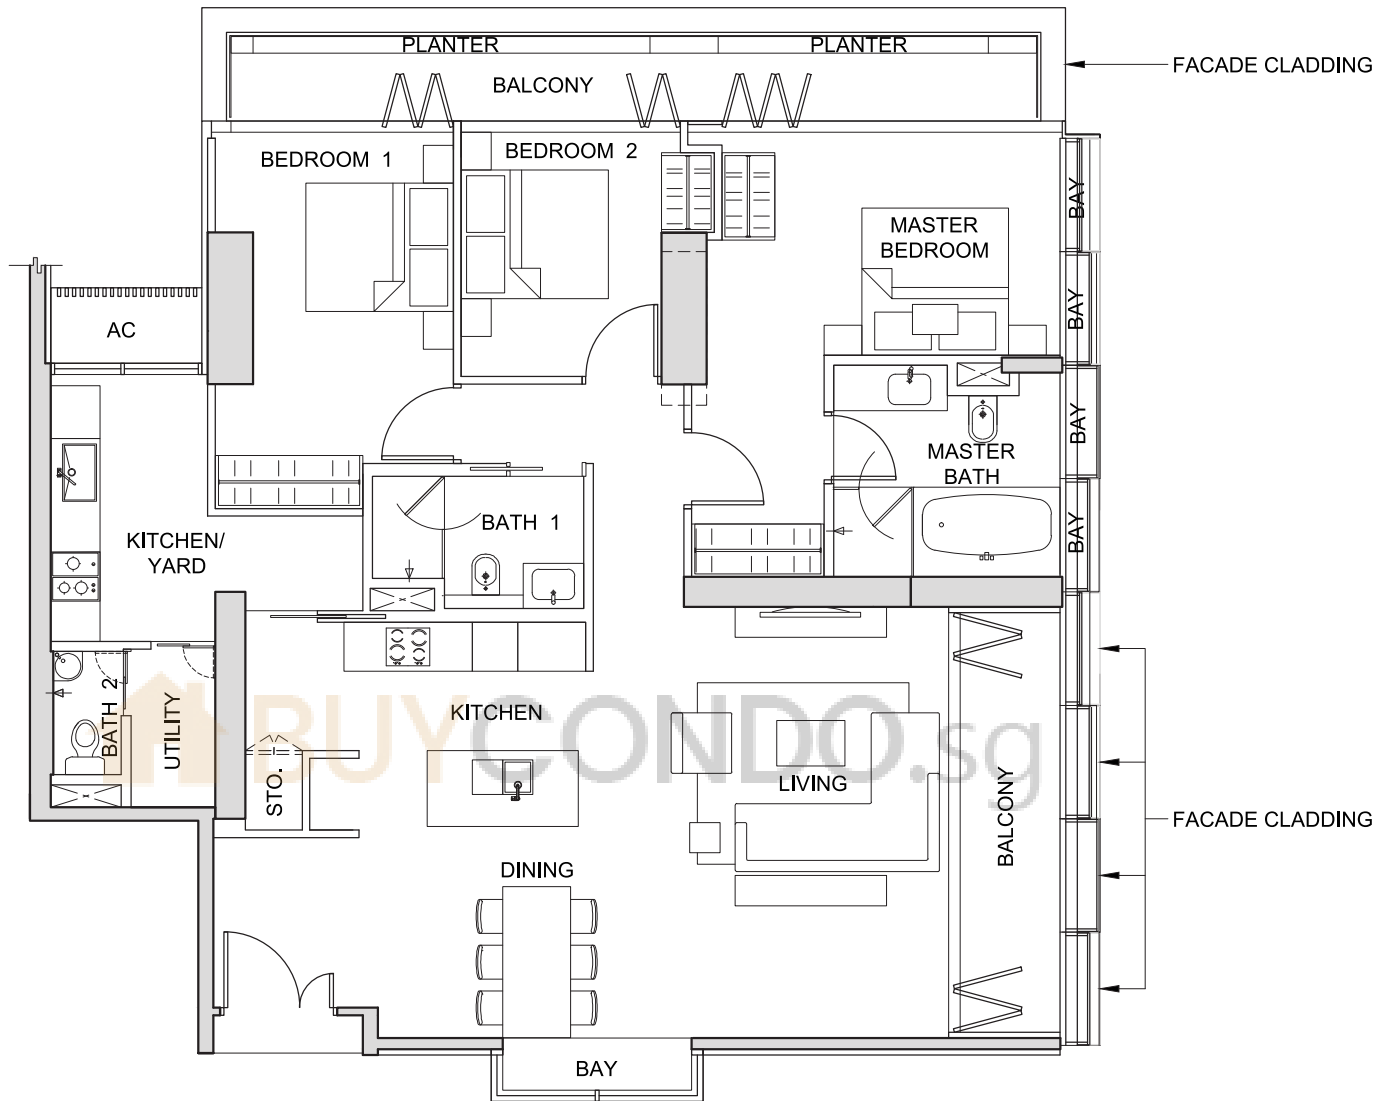 PLANTER
PLANTER
FACADE CLADDING
BALCONY
BEDROOM 1
BEDROOM 2
BAY
MASTER
BEDROOM
BAY
AC
BAY
MASTER
BATH
BATH 1
BAY
KITCHEN/
YARD
BATH 2
UTILITY
KITCHEN
BUYCONDO.sg
STO.
LIVING
BALCONY
FACADE CLADDING
DINING
BAY